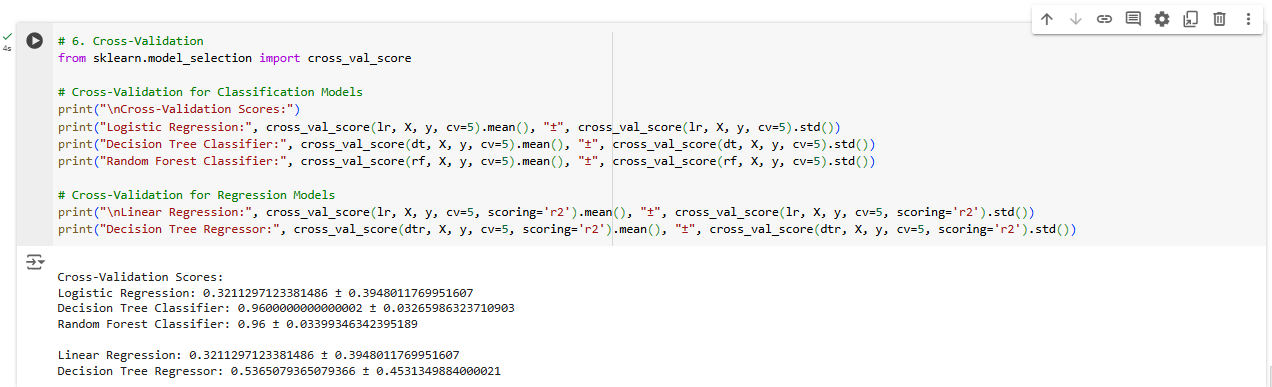 4s
# 6. Cross-Validation
from sklearn.model_selection import cross_val_score
# Cross-Validation for Classification Models
print("\nCross-Validation Scores:")
print("Logistic Regression:", cross_val_score(lr, X, y, cv=5).mean(), "±", cross_val_score(lr, X, y, cv=5).std())
print("Decision Tree Classifier:", cross_val_score(dt, X, y, cv=5).mean(), "±", cross_val_score(dt, X, y, cv=5).std())
print("Random Forest Classifier:", cross_val_score(rf, X, y, cv=5).mean(), "±", cross_val_score(rf, X, y, cv=5).std())
# Cross-Validation for Regression Models
print("\nLinear Regression:", cross_val_score(lr, X, y, cv=5, scoring='r2').mean(), "±", cross_val_score(lr, X, y, cv=5, scoring='r2').std())
print("Decision Tree Regressor:", cross_val_score(dtr, X, y, cv=5, scoring='r2').mean(), "±", cross_val_score(dtr, X, y, cv=5, scoring='r2').std())
Cross-Validation Scores:
Logistic Regression: 0.3211297123381486 ± 0.3948011769951607
Decision Tree Classifier: 0.9600000000000002 ± 0.03265986323710903
Random Forest Classifier: 0.96 ± 0.03399346342395189
Linear Regression: 0.3211297123381486 ± 0.3948011769951607
Decision Tree Regressor: 0.5365079365079366 ± 0.4531349884000021